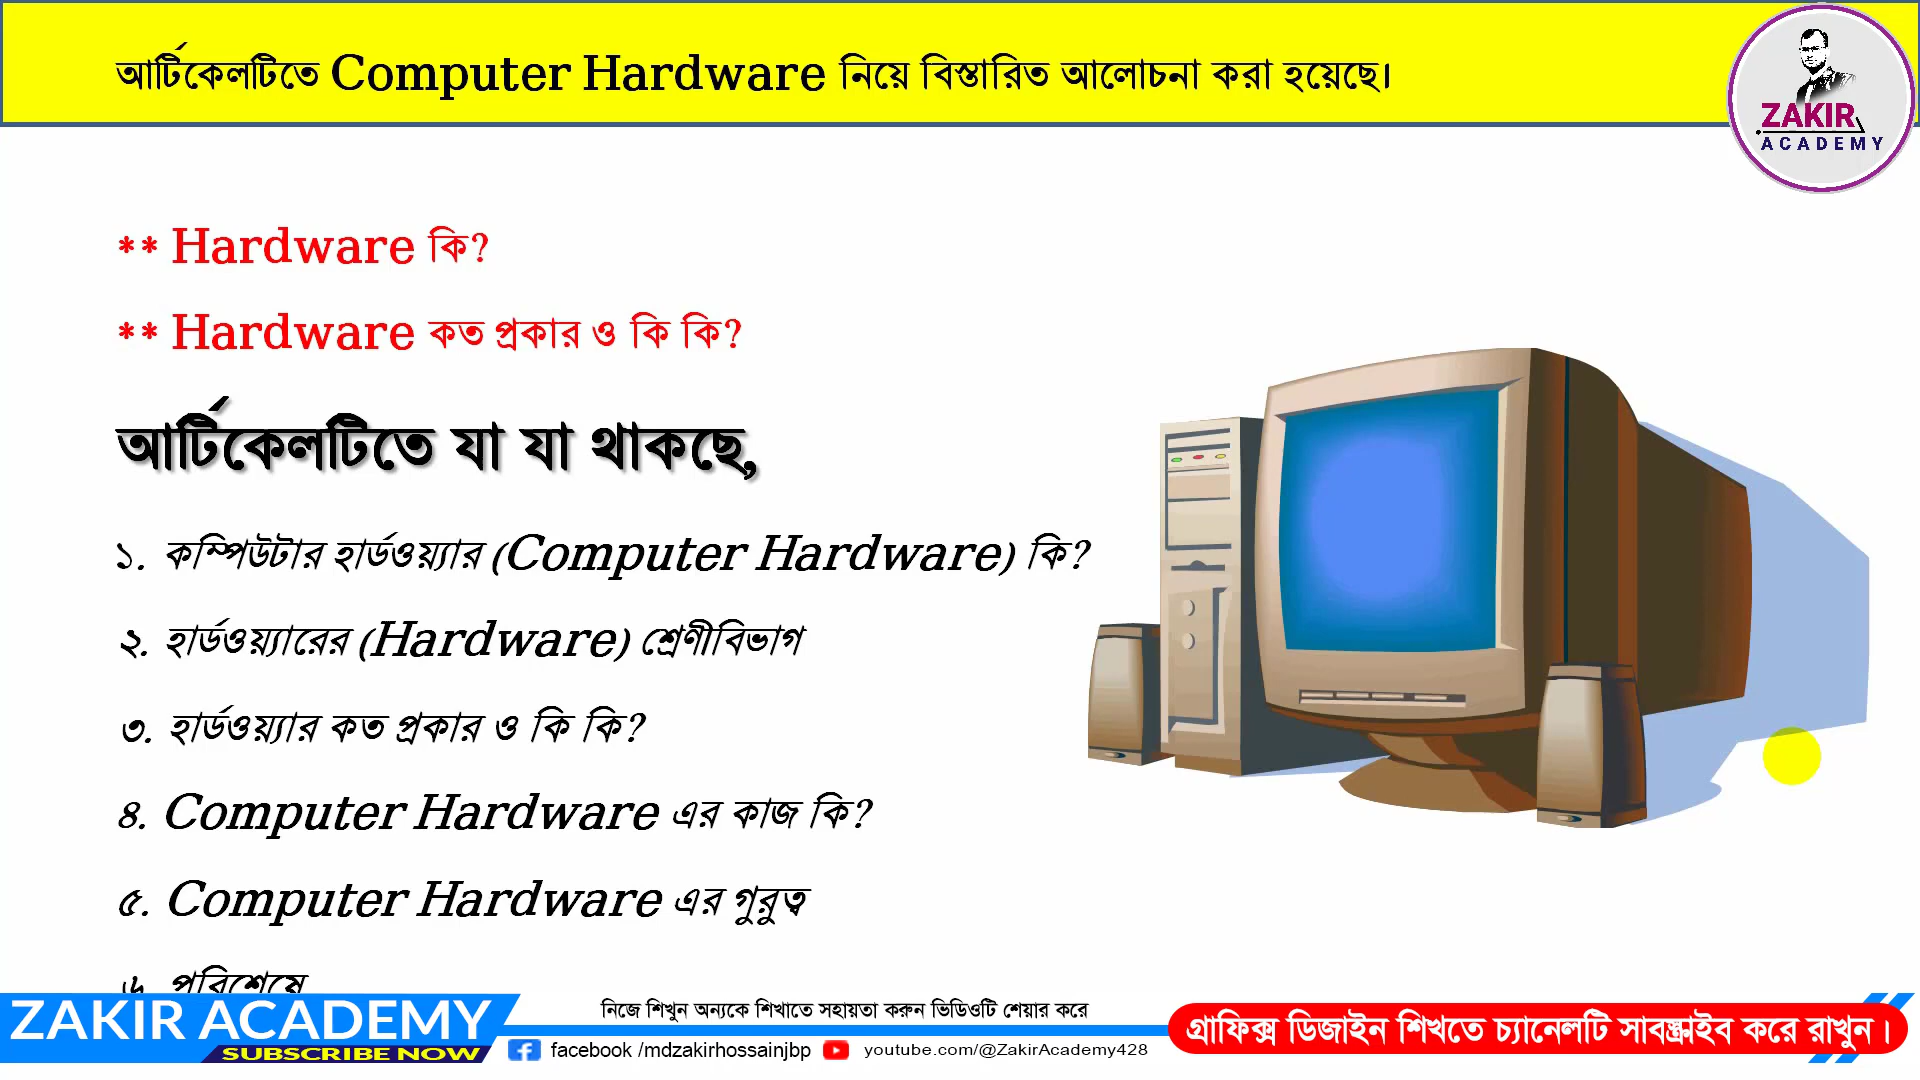 আর্টিকেলটিতে Computer Hardware নিয়ে বিস্তারিত আলোচনা করা হয়েছে।
ZAKIR
ACADEMY
** Hardware কি?
** Hardware কত প্রকার ও কি কি?
আর্টিকেলটিতে যা যা থাকছে,
১. কম্পিউটার হার্ডওয়্যার (Computer Hardware) কি?
২. হার্ডওয়্যারের (Hardware) শ্রেণীবিভাগ
৩. হার্ডওয়্যার কত প্রকার ও কি কি?
৪. Computer Hardware এর কাজ কি?
৫. Computer Hardware এর গুরুত্ব
৬. পরিশেষে
ZAKIR ACADEMY
SUBSCRIBE NOW
নিজে শিখুন অন্যকে শিখাতে সহায়তা করুন ভিডিওটি শেয়ার করে
facebook /mdzakirhossainjbp
youtube.com/@ZakirAcademy428
গ্রাফিক্স ডিজাইন শিখতে চ্যানেলটি সাবস্ক্রাইব করে রাখুন।